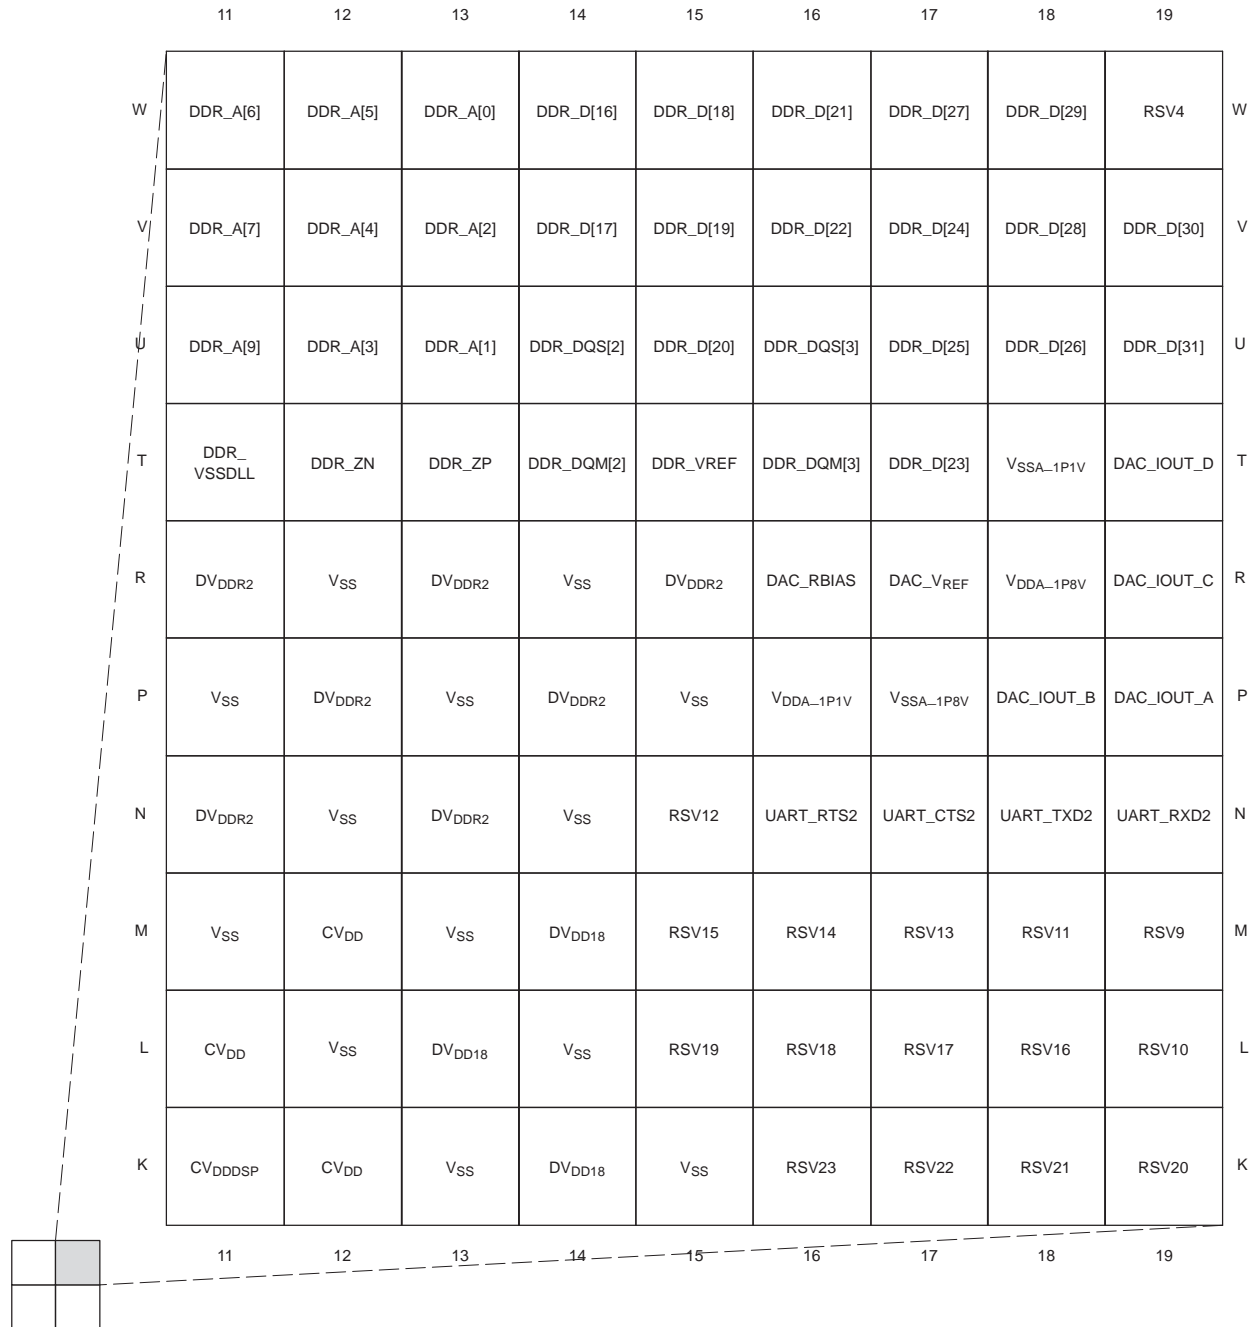 11 12 13 14 15 16 17 18 19
W DDR_A[6] DDR_A[5] DDR_A[0] DDR_D[16] DDR_D[18] DDR_D[21] DDR_D[27] DDR_D[29] RSV4 W
V DDR_A[7] DDR_A[4] DDR_A[2] DDR_D[17] DDR_D[19] DDR_D[22] DDR_D[24] DDR_D[28] DDR_D[30] V
U DDR_A[9] DDR_A[3] DDR_A[1] DDR_DQS[2] DDR_D[20] DDR_DQS[3] DDR_D[25] DDR_D[26] DDR_D[31] U
T DDR_
VSSDLL DDR_ZN DDR_ZP DDR_DQM[2] DDR_VREF DDR_DQM[3] DDR_D[23] VSSA_1P1V DAC_IOUT_D T
R DVDDR2 VSS DVDDR2 VSS DVDDR2 DAC_RBIAS DAC_VREF VDDA_1P8V DAC_IOUT_C R
P VSS DVDDR2 VSS DVDDR2 VSS VDDA_1P1V VSSA_1P8V DAC_IOUT_B DAC_IOUT_A P
N DVDDR2 VSS DVDDR2 VSS RSV12 UART_RTS2 UART_CTS2 UART_TXD2 UART_RXD2 N
M VSS CVDD VSS DVDD18 RSV15 RSV14 RSV13 RSV11 RSV9 M
L CVDD VSS DVDD18 VSS RSV19 RSV18 RSV17 RSV16 RSV10 L
K CVDDDSP CVDD VSS DVDD18 VSS RSV23 RSV22 RSV21 RSV20 K
11 12 13 14 15 16 17 18 19